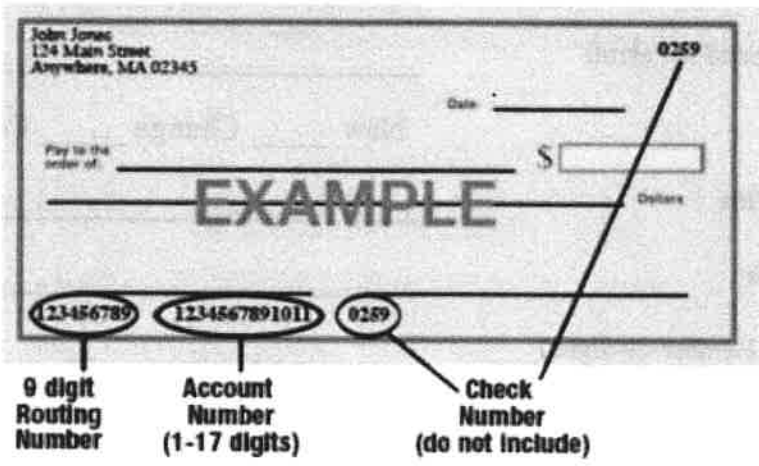 John Jones
124 Main Street
Anywhere, MA 02345
0259
Date
Pay to the
order of:
$
EXAMPLE
Dollars
123456789
1234567891011
0259
9 digit
Routing
Number
Account
Number
(1-17 digits)
Check
Number
(do not include)